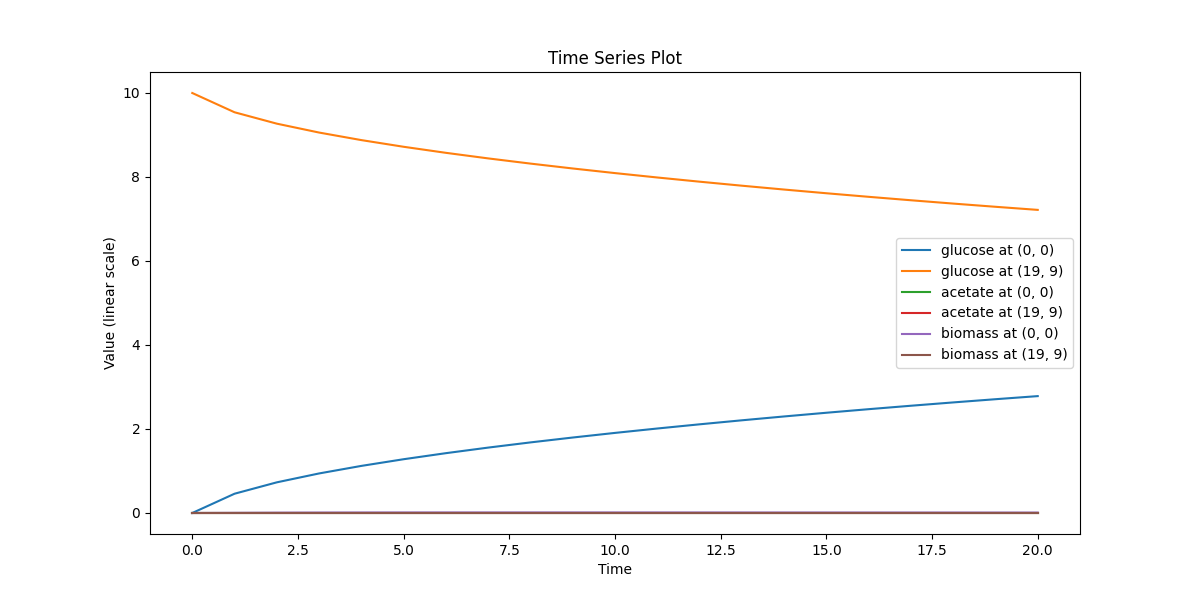 Time Series Plot
10
8
6
4
2
0
Value (linear scale)
glucose at (0, 0)
glucose at (19, 9)
acetate at (0, 0)
acetate at (19, 9)
biomass at (0, 0)
biomass at (19, 9)
0.0 2.5 5.0 7.5 10.0 12.5 15.0 17.5 20.0
Time